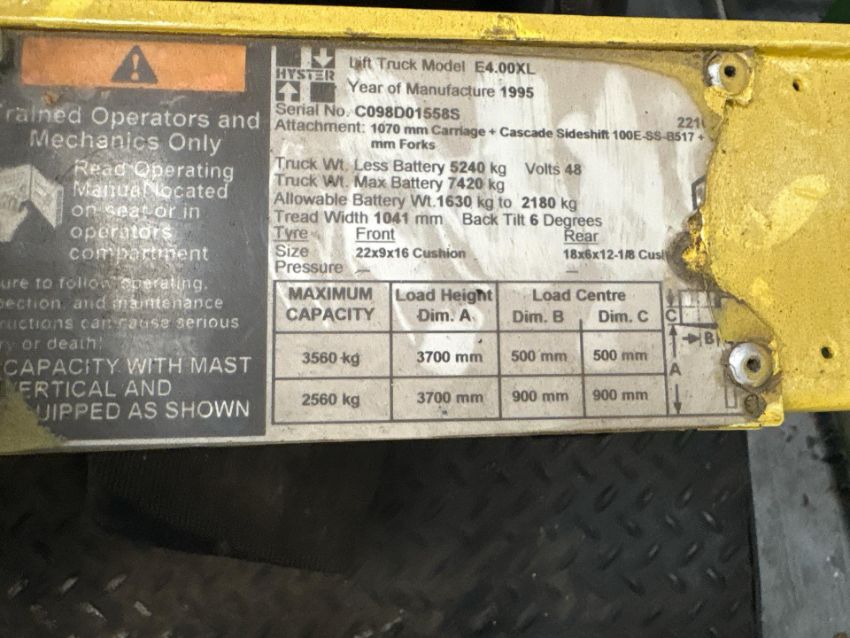 Trained Operators and
Mechanics Only
Read Operating
Manual located
on seat or in
operators
compartment
ure to follow operating,
pection and maintenance
ructions can cause serious
ry or death!
CAPACITY WITH MAST
VERTICAL AND
UIPPED AS SHOWN
HYSTER
Lift Truck Model E4.00XL
Year of Manufacture 1995
Serial No. C098D01558S
Attachment: 1070 mm Carriage + Cascade Sideshift 100E-SS-B517 +
mm Forks
Truck Wt. Less Battery 5240 kg Volts 48
Truck Wt. Max Battery 7420 kg
Allowable Battery Wt. 1630 kg to 2180 kg
Tread Width 1041 mm Back Tilt 6 Degrees
Tyre Front Rear
Size 22x9x16 Cushion 18x6x12-1/8 Cush
Pressure — —
MAXIMUM CAPACITY Load Height Dim. A Load Centre Dim. B Dim. C
3560 kg 3700 mm 500 mm 500 mm
2560 kg 3700 mm 900 mm 900 mm
C
B
A